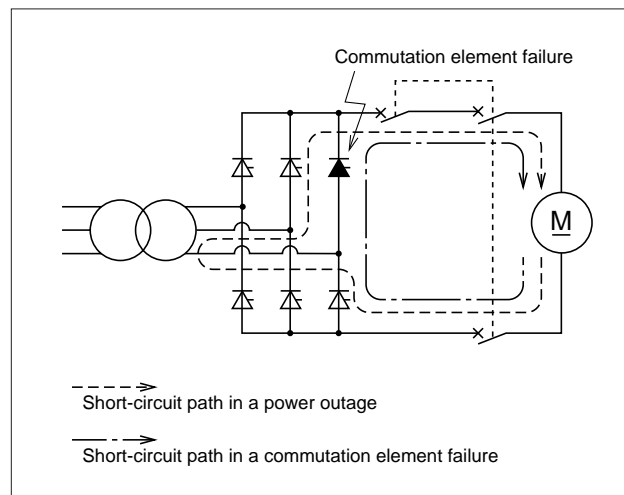 Commutation element failure
M
Short-circuit path in a power outage
Short-circuit path in a commutation element failure